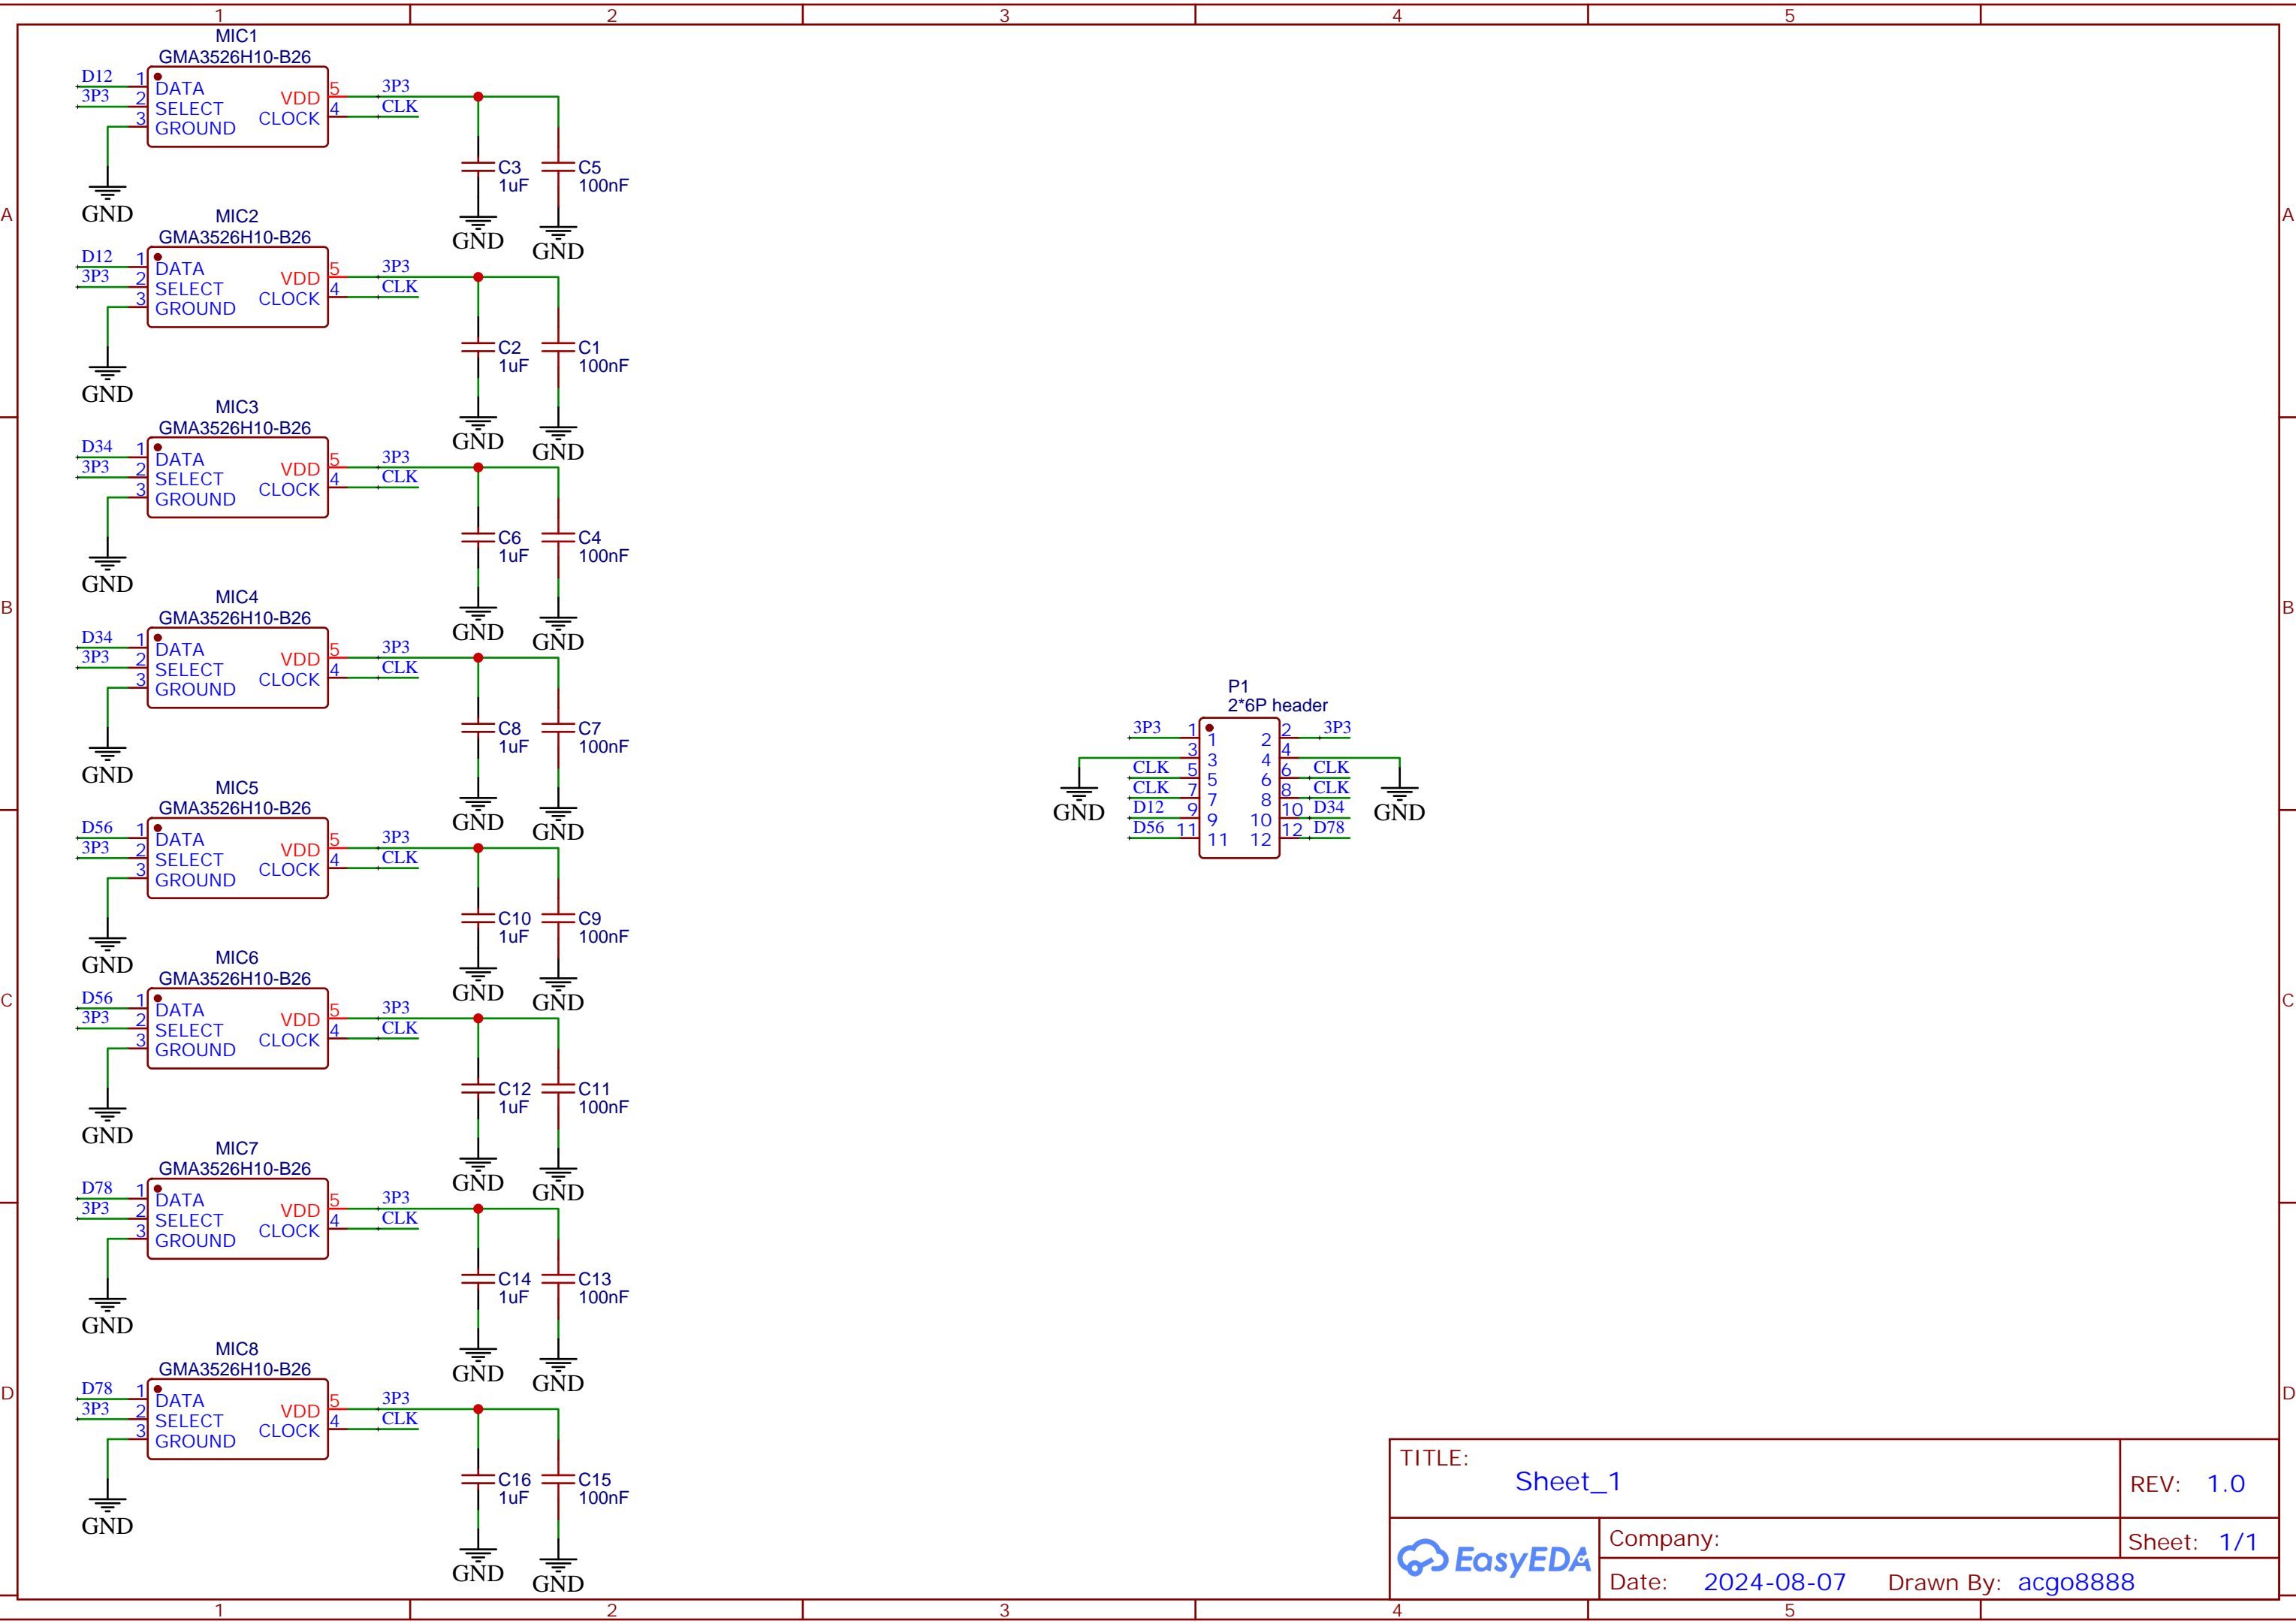 1 2 3 4 5
A A
B B
C C
D D
1 2 3 4 5
MIC1
GMA3526H10-B26
D12 1 DATA
3P3 2 SELECT
3 GROUND
VDD 5 3P3
CLOCK 4 CLK
GND
C3
1uF
GND
C5
100nF
GND
MIC2
GMA3526H10-B26
D12 1 DATA
3P3 2 SELECT
3 GROUND
VDD 5 3P3
CLOCK 4 CLK
GND
C2
1uF
GND
C1
100nF
GND
MIC3
GMA3526H10-B26
D34 1 DATA
3P3 2 SELECT
3 GROUND
VDD 5 3P3
CLOCK 4 CLK
GND
C6
1uF
GND
C4
100nF
GND
MIC4
GMA3526H10-B26
D34 1 DATA
3P3 2 SELECT
3 GROUND
VDD 5 3P3
CLOCK 4 CLK
GND
C8
1uF
GND
C7
100nF
GND
MIC5
GMA3526H10-B26
D56 1 DATA
3P3 2 SELECT
3 GROUND
VDD 5 3P3
CLOCK 4 CLK
GND
C10
1uF
GND
C9
100nF
GND
MIC6
GMA3526H10-B26
D56 1 DATA
3P3 2 SELECT
3 GROUND
VDD 5 3P3
CLOCK 4 CLK
GND
C12
1uF
GND
C11
100nF
GND
MIC7
GMA3526H10-B26
D78 1 DATA
3P3 2 SELECT
3 GROUND
VDD 5 3P3
CLOCK 4 CLK
GND
C14
1uF
GND
C13
100nF
GND
MIC8
GMA3526H10-B26
D78 1 DATA
3P3 2 SELECT
3 GROUND
VDD 5 3P3
CLOCK 4 CLK
GND
C16
1uF
GND
C15
100nF
GND
P1
2*6P header
3P3 1 1 2 2 3P3
3 3 4 4
CLK 5 5 6 6 CLK
CLK 7 7 8 8 CLK
D12 9 9 10 10 D34
D56 11 11 12 12 D78
GND GND
TITLE:
Sheet_1
REV: 1.0
EasyEDA
Company:
Sheet: 1/1
Date: 2024-08-07 Drawn By: acgo8888